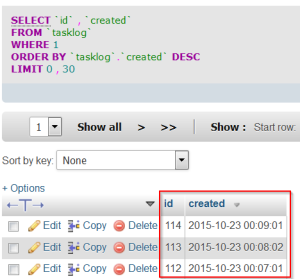 SELECT `id` , `created`
FROM `tasklog`
WHERE 1
ORDER BY `tasklog`.`created` DESC
LIMIT 0 , 30
1 Show all > >> Show : Start row:
Sort by key: None
+ Options
←T→ id created
Edit Copy Delete 114 2015-10-23 00:09:01
Edit Copy Delete 113 2015-10-23 00:08:02
Edit Copy Delete 112 2015-10-23 00:07:01